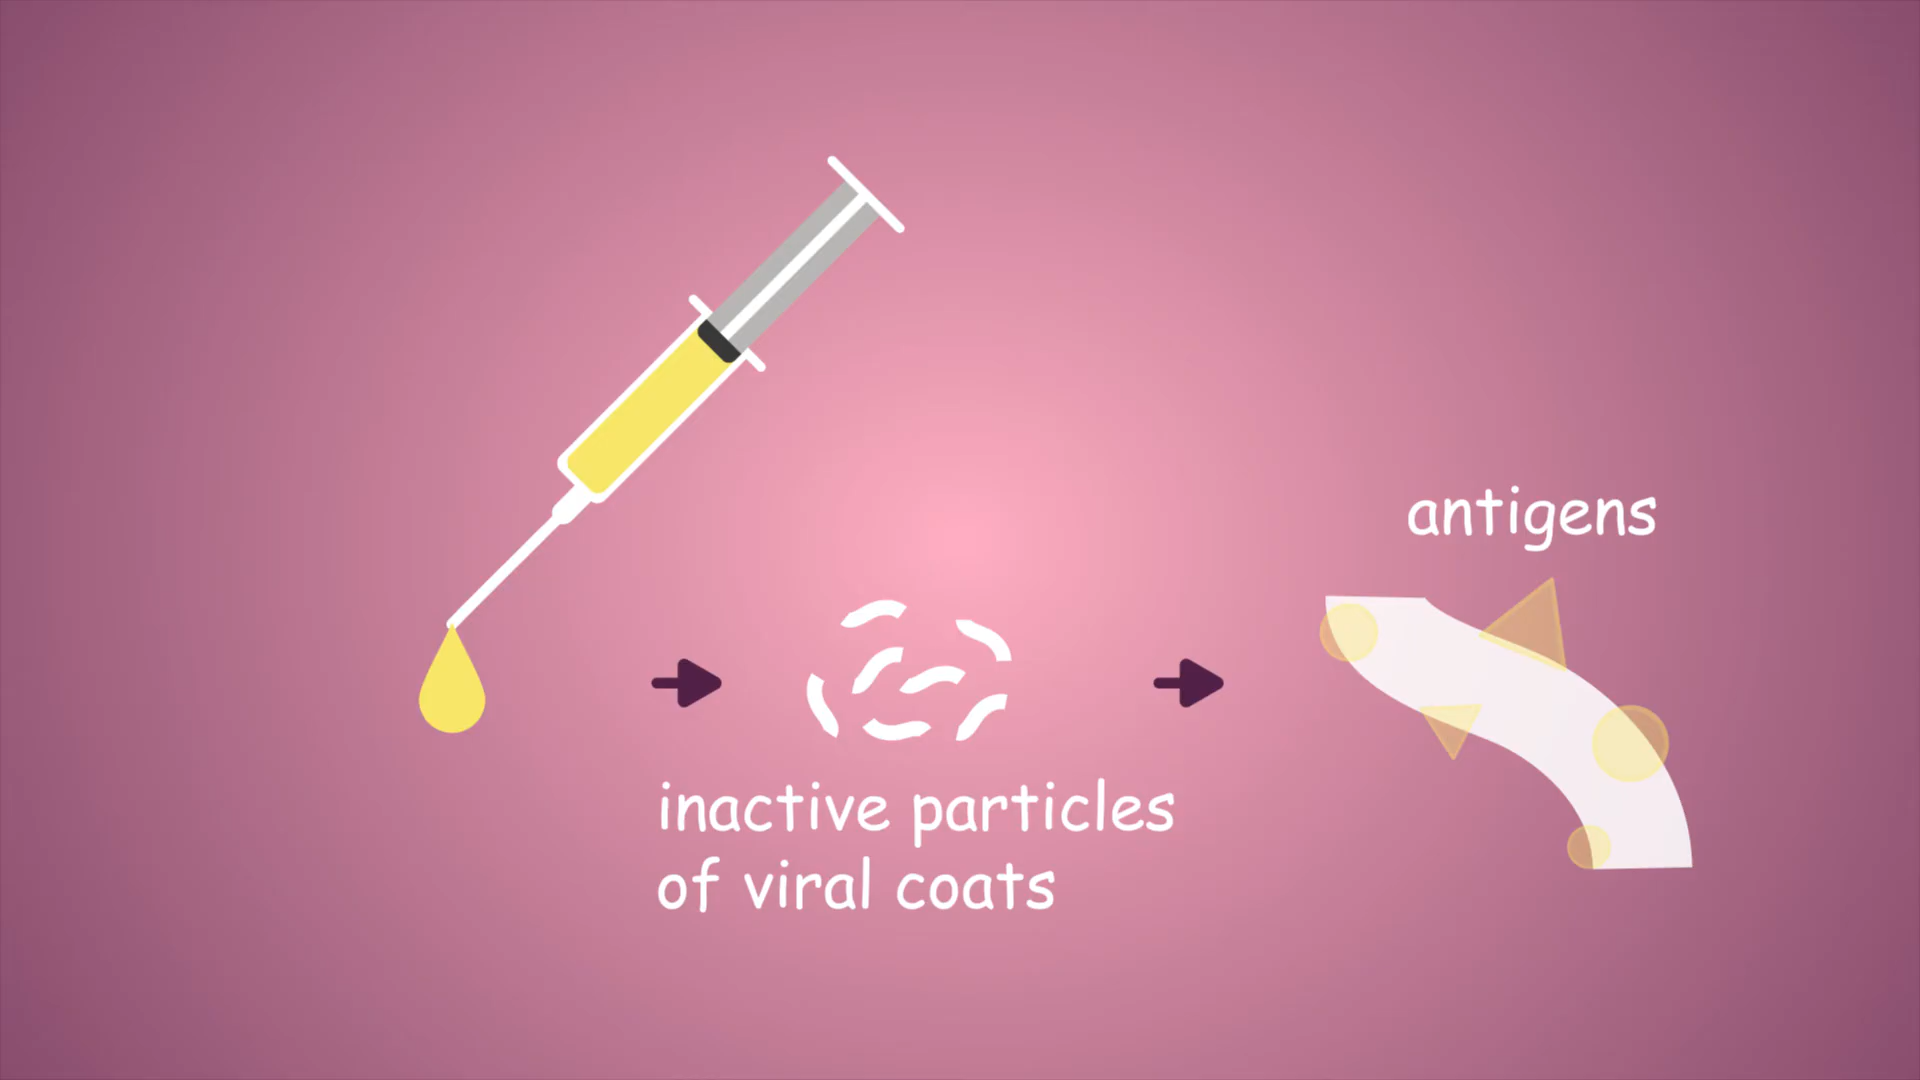 antigens
inactive particles
of viral coats